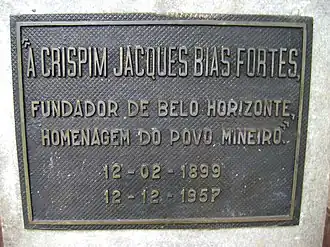 "A CRISPIM JACQUES BIAS FORTES,
FUNDADOR DE BELO HORIZONTE,
HOMENAGEM DO POVO MINEIRO."
12-02-1899
12-12-1957